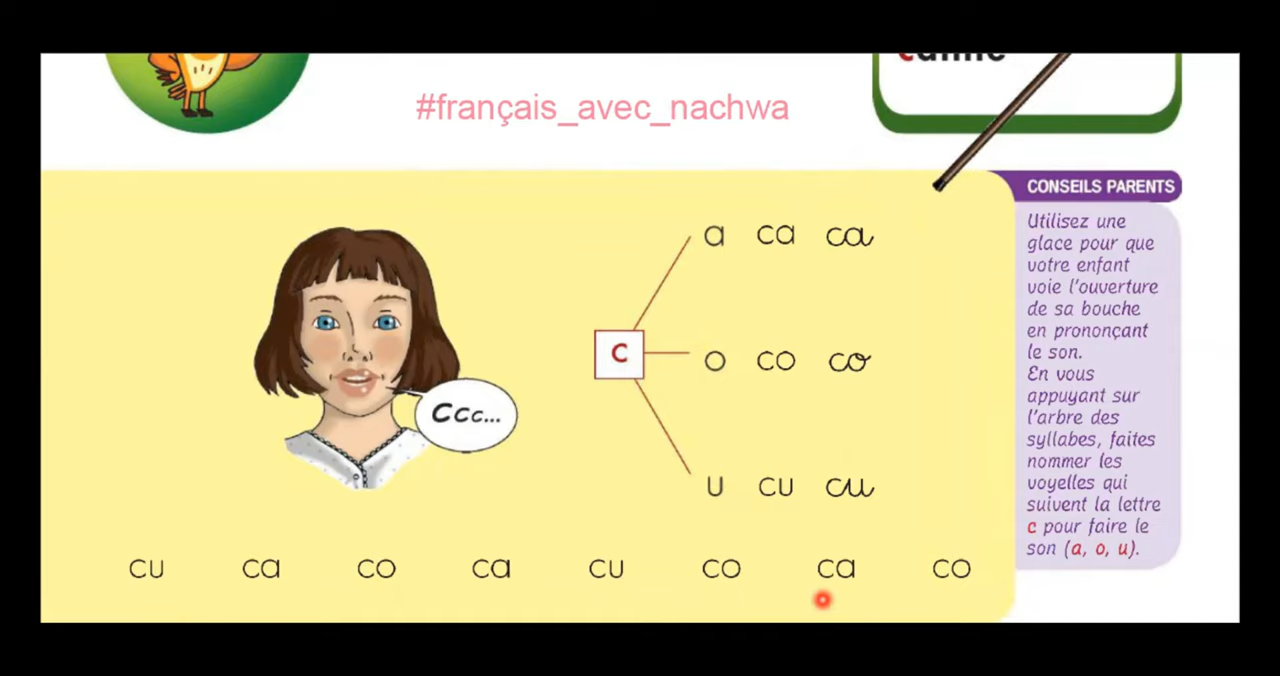 #français_avec_nachwa
CONSEILS PARENTS
Utilisez une
glace pour que
votre enfant
voie l'ouverture
de sa bouche
en prononçant
le son.
En vous
appuyant sur
l'arbre des
syllabes, faites
nommer les
voyelles qui
suivent la lettre
c pour faire le
son (a, o, u).
a ca ca
c o co co
u cu cu
Ccc...
cu ca co ca cu co ca co